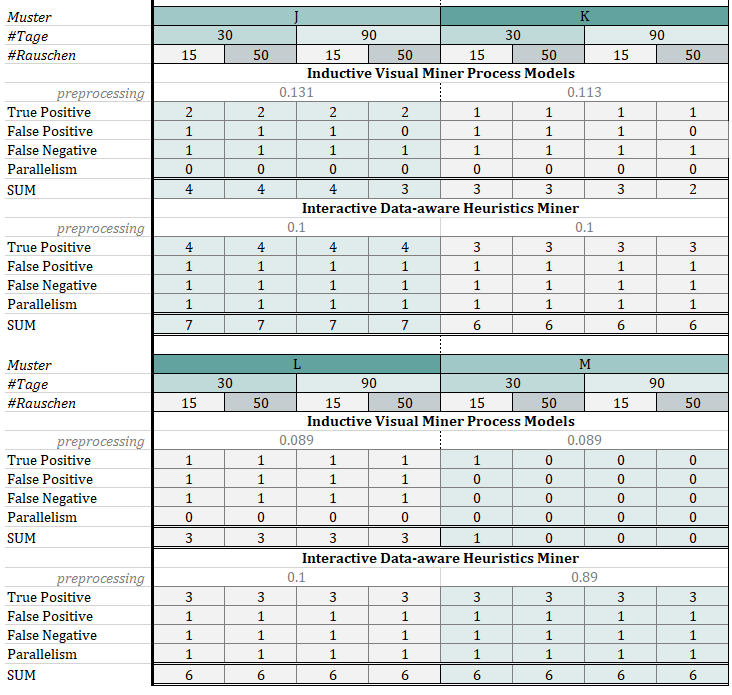 Muster J K
#Tage 30 90 30 90
#Rauschen 15 50 15 50 15 50 15 50
Inductive Visual Miner Process Models
preprocessing 0.131 0.113
True Positive 2 2 2 2 1 1 1 1
False Positive 1 1 1 0 1 1 1 0
False Negative 1 1 1 1 1 1 1 1
Parallelism 0 0 0 0 0 0 0 0
SUM 4 4 4 3 3 3 3 2
Interactive Data-aware Heuristics Miner
preprocessing 0.1 0.1
True Positive 4 4 4 4 3 3 3 3
False Positive 1 1 1 1 1 1 1 1
False Negative 1 1 1 1 1 1 1 1
Parallelism 1 1 1 1 1 1 1 1
SUM 7 7 7 7 6 6 6 6
Muster L M
#Tage 30 90 30 90
#Rauschen 15 50 15 50 15 50 15 50
Inductive Visual Miner Process Models
preprocessing 0.089 0.089
True Positive 1 1 1 1 1 0 0 0
False Positive 1 1 1 1 0 0 0 0
False Negative 1 1 1 1 0 0 0 0
Parallelism 0 0 0 0 0 0 0 0
SUM 3 3 3 3 1 0 0 0
Interactive Data-aware Heuristics Miner
preprocessing 0.1 0.89
True Positive 3 3 3 3 3 3 3 3
False Positive 1 1 1 1 1 1 1 1
False Negative 1 1 1 1 1 1 1 1
Parallelism 1 1 1 1 1 1 1 1
SUM 6 6 6 6 6 6 6 6